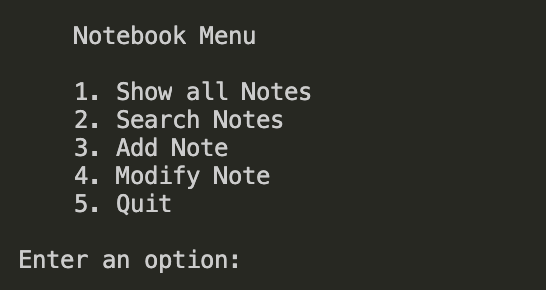 Notebook Menu
1. Show all Notes
2. Search Notes
3. Add Note
4. Modify Note
5. Quit
Enter an option: